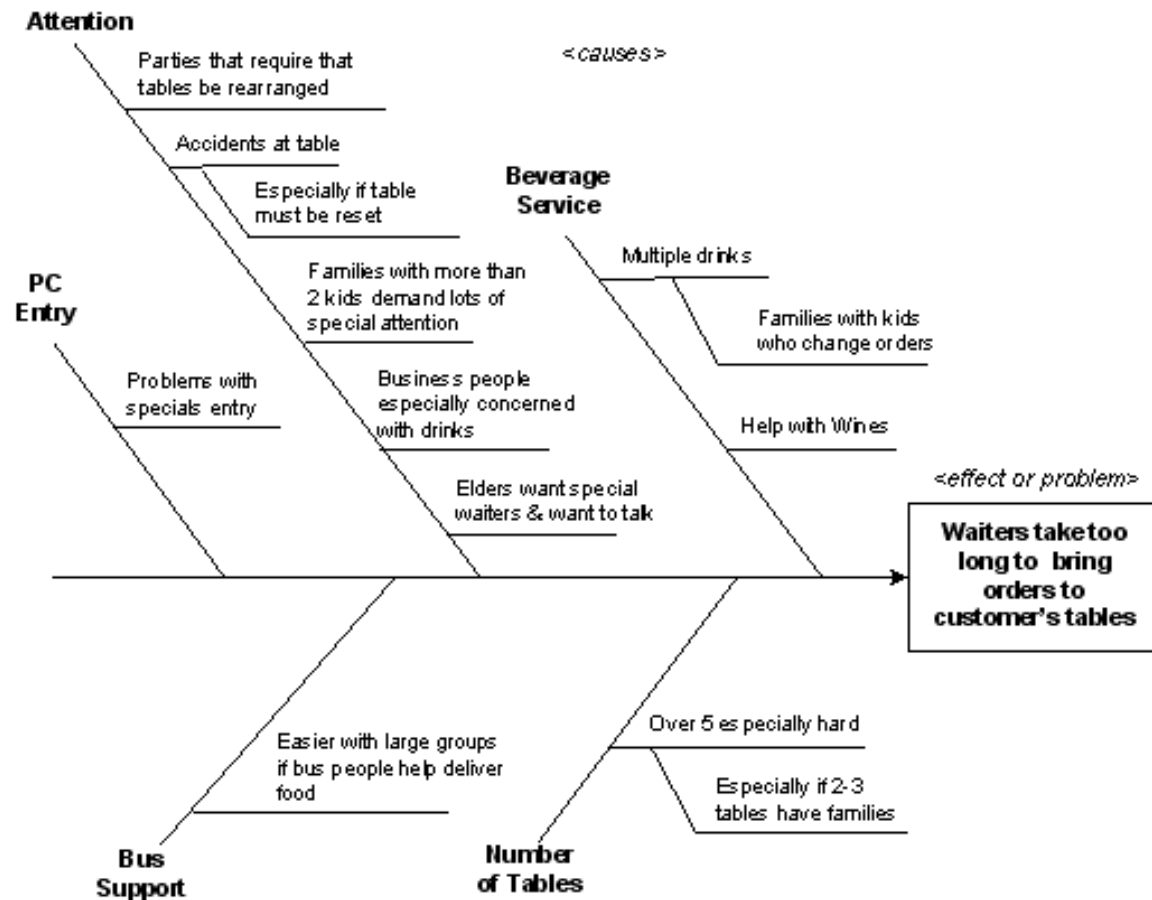 Attention
<causes>
Parties that require that
tables be rearranged
Accidents at table
Especially if table
must be reset
Families with more than
2 kids demand lots of
special attention
Business people
especially concerned
with drinks
Elders want special
waiters & want to talk
Beverage
Service
Multiple drinks
Families with kids
who change orders
Help with Wines
PC
Entry
Problems with
specials entry
<effect or problem>
Waiters take too
long to bring
orders to
customer's tables
Easier with large groups
if bus people help deliver
food
Bus
Support
Over 5 especially hard
Especially if 2-3
tables have families
Number
of Tables